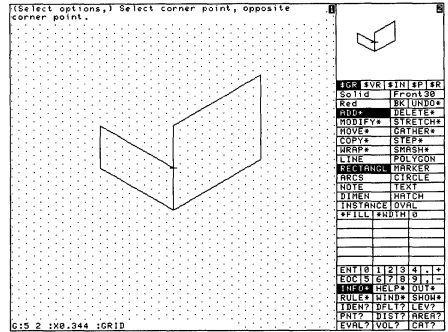 (Select options,) Select corner point, opposite
corner point.
1
2
$GR $VR $IN $P $R
Solid Front30
Red BK UNDO*
ADD* DELETE*
MODIFY* STRETCH*
MOVE* GATHER*
COPY* STEP*
WRAP* SMASH*
LINE POLYGON
RECTANGL MARKER
ARCS CIRCLE
NOTE TEXT
DIMEN HATCH
INSTANCE OVAL
*FILL *WDTH 0
ENT 0 1 2 3 4 . +
EOC 5 6 7 8 9 , -
INFO* HELP* OUT*
RULE* WIND* SHOW*
IDEN? DFLT? LEV?
PNT? DIST? AREA?
EVAL? VOL? CAT
G:5 2 :X0.344 :GRID